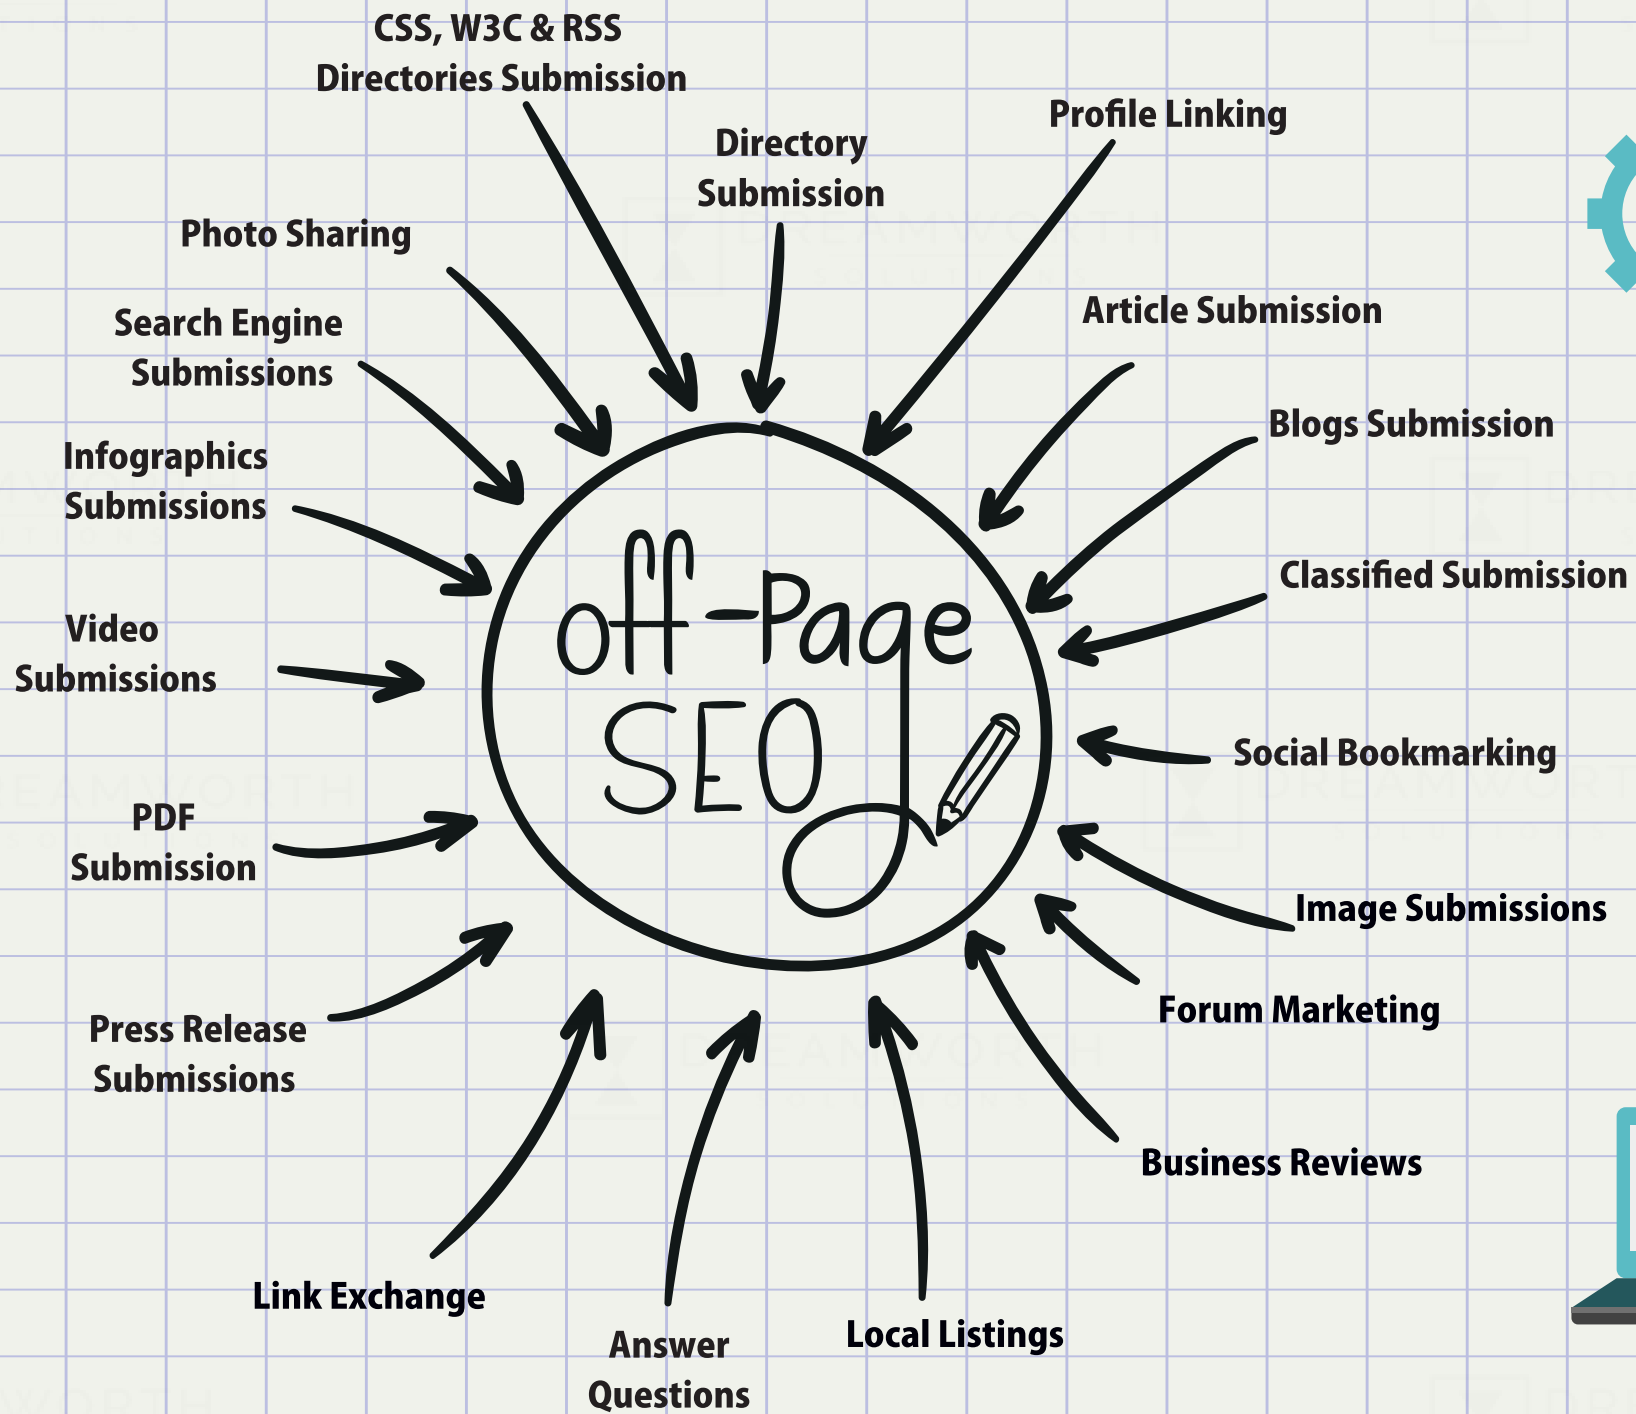 CSS, W3C & RSS
Directories Submission
Directory
Submission
Profile Linking
Photo Sharing
Article Submission
Search Engine
Submissions
Blogs Submission
Infographics
Submissions
Classified Submission
Video
Submissions
off-Page
SEO
Social Bookmarking
PDF
Submission
Image Submissions
Forum Marketing
Press Release
Submissions
Business Reviews
Link Exchange
Answer
Questions
Local Listings
DREAMWORTH
SOLUTIONS